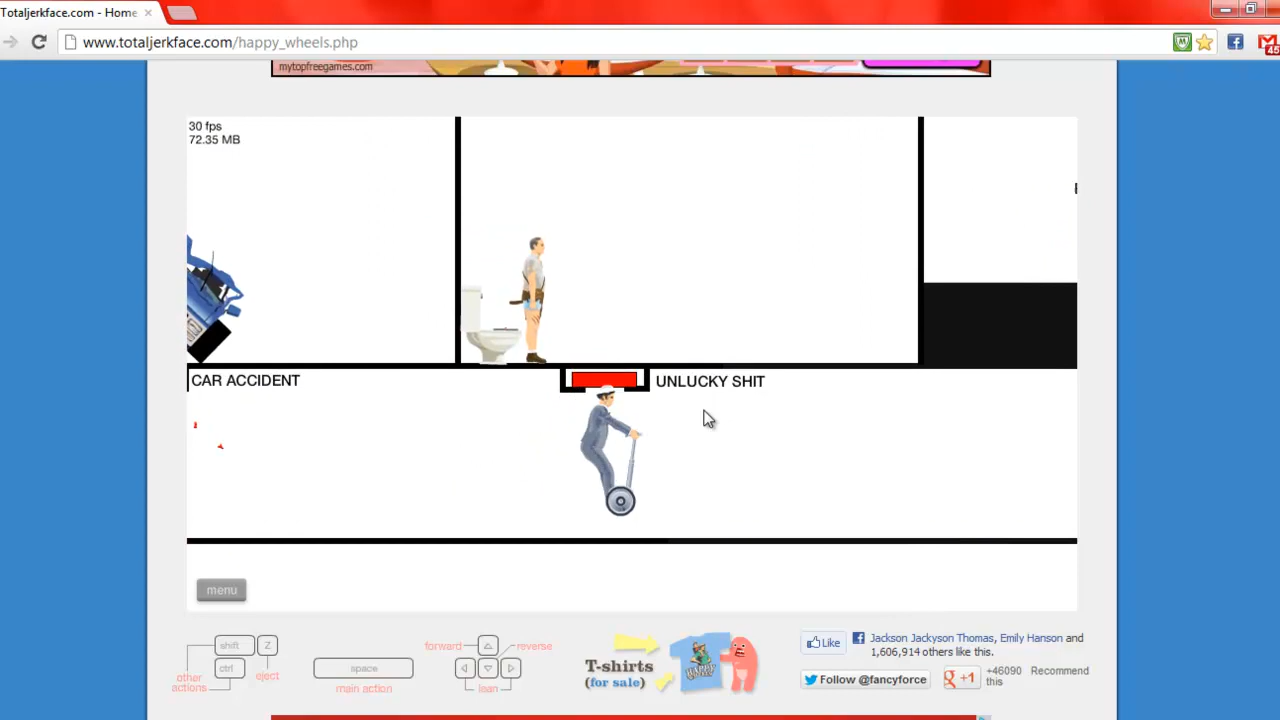 Totaljerkface.com - Home
www.totaljerkface.com/happy_wheels.php
45
mytopfreegames.com
30 fps
72.35 MB
1
CAR ACCIDENT
UNLUCKY SHIT
menu
shift
Z
ctrl
eject
other
actions
space
main action
forward
reverse
lean
T-shirts
(for sale)
Like
Jackson Jackyson Thomas, Emily Hanson and
1,606,914 others like this.
Follow @fancyforce
+1
+46090 Recommend
this